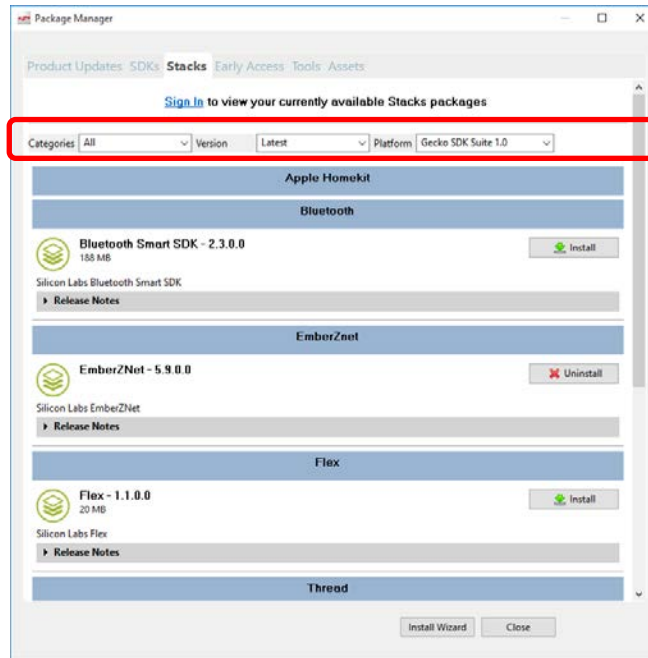 Package Manager
Product Updates SDKs Stacks Early Access Tools Assets
Sign In to view your currently available Stacks packages
Categories All Version Latest Platform Gecko SDK Suite 1.0
Apple Homekit
Bluetooth
Bluetooth Smart SDK - 2.3.0.0
188 MB
Install
Silicon Labs Bluetooth Smart SDK
Release Notes
EmberZnet
EmberZNet - 5.9.0.0
Uninstall
Silicon Labs EmberZNet
Release Notes
Flex
Flex - 1.1.0.0
20 MB
Install
Silicon Labs Flex
Release Notes
Thread
Install Wizard Close